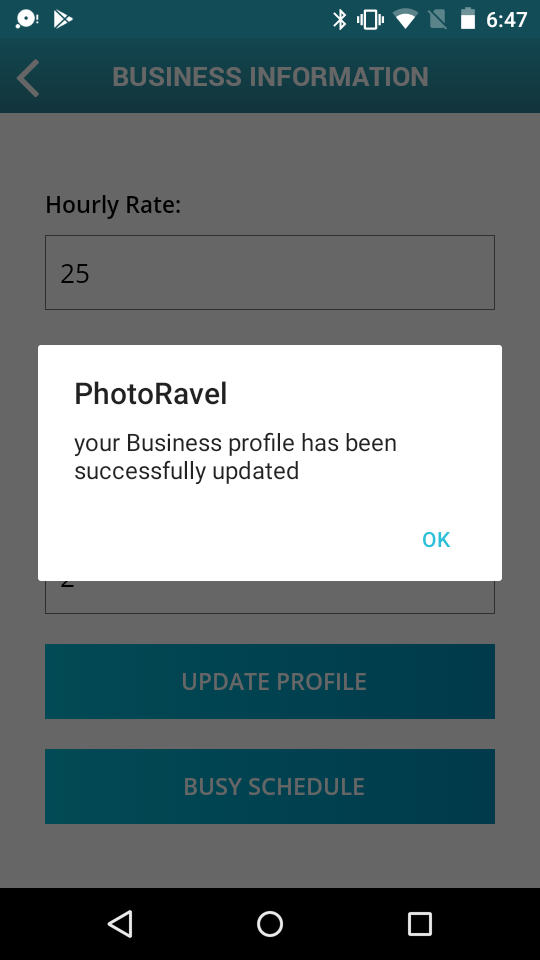 6:47
BUSINESS INFORMATION
Hourly Rate:
25
PhotoRavel
your Business profile has been
successfully updated
OK
UPDATE PROFILE
BUSY SCHEDULE